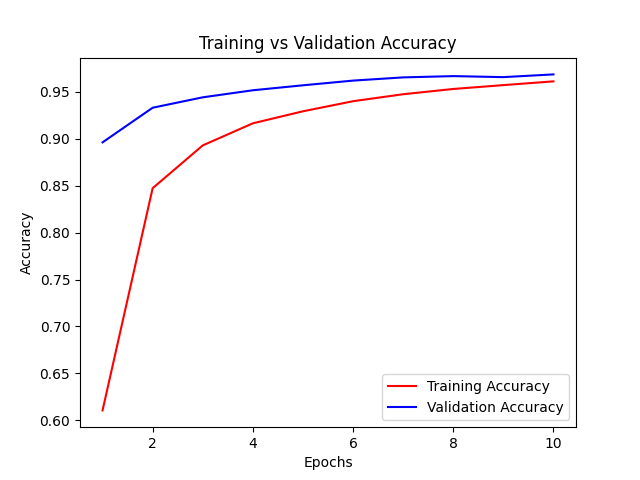 Training vs Validation Accuracy
0.95
0.90
0.85
0.80
0.75
0.70
0.65
0.60
Accuracy
Training Accuracy
Validation Accuracy
2 4 6 8 10
Epochs